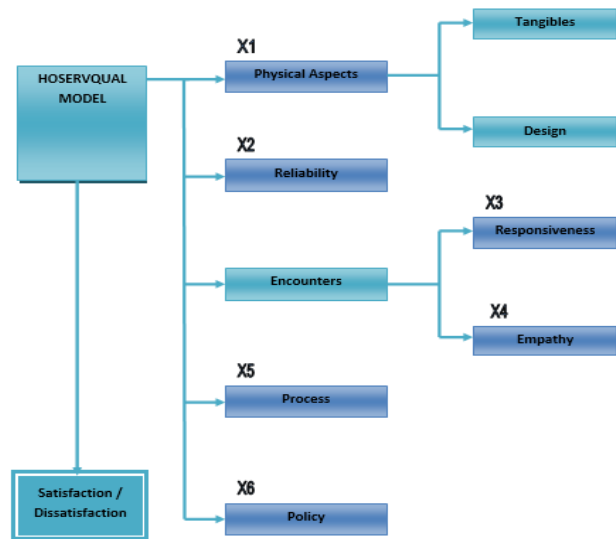 HOSERVQUAL
MODEL
X1
Physical Aspects
Tangibles
Design
X2
Reliability
Encounters
X3
Responsiveness
X4
Empathy
X5
Process
X6
Policy
Satisfaction /
Dissatisfaction